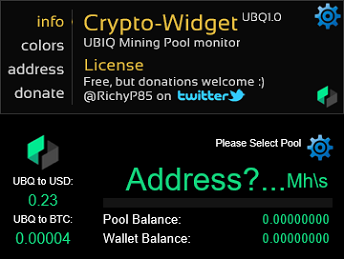 info
colors
address
donate
Crypto-Widget UBQ1.0
UBIQ Mining Pool monitor
License
Free, but donations welcome :)
@RichyP85 on twitter
Please Select Pool
UBQ to USD:
0.23
UBQ to BTC:
0.00004
Address?...Mh\s
Pool Balance: 0.00000000
Wallet Balance: 0.00000000